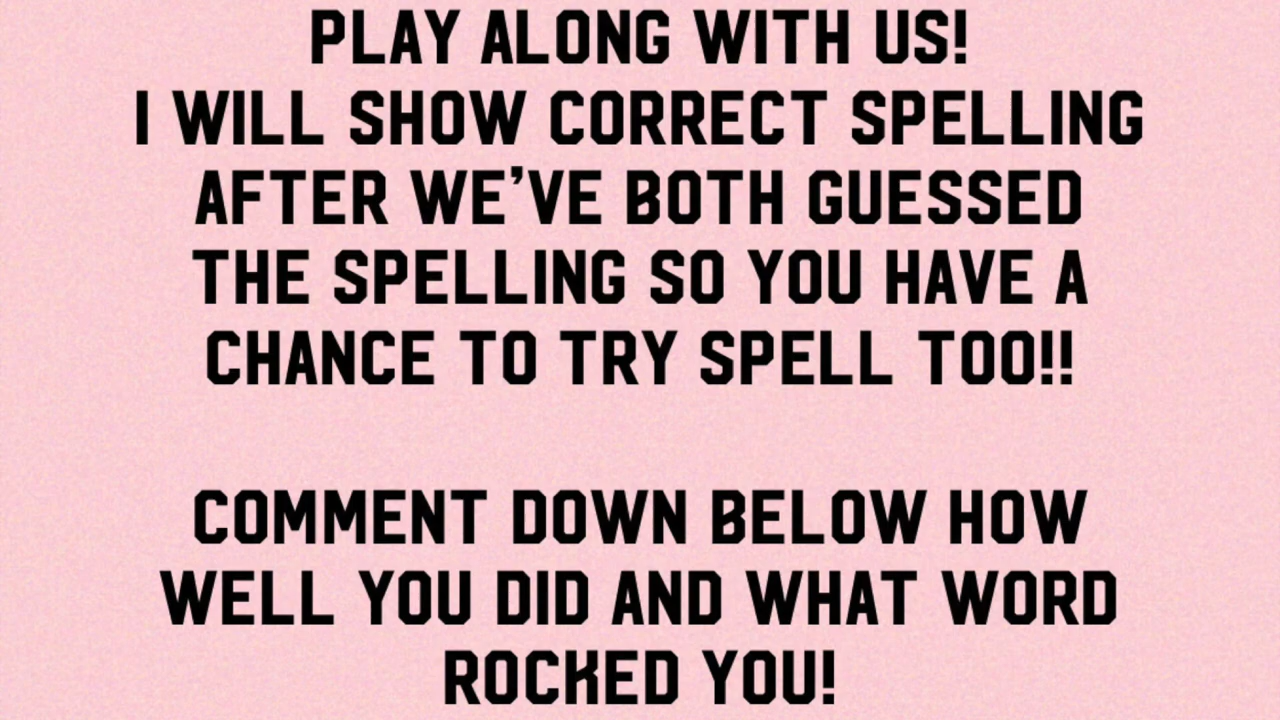 PLAY ALONG WITH US!
I WILL SHOW CORRECT SPELLING
AFTER WE'VE BOTH GUESSED
THE SPELLING SO YOU HAVE A
CHANCE TO TRY SPELL TOO!!
COMMENT DOWN BELOW HOW
WELL YOU DID AND WHAT WORD
ROCKED YOU!